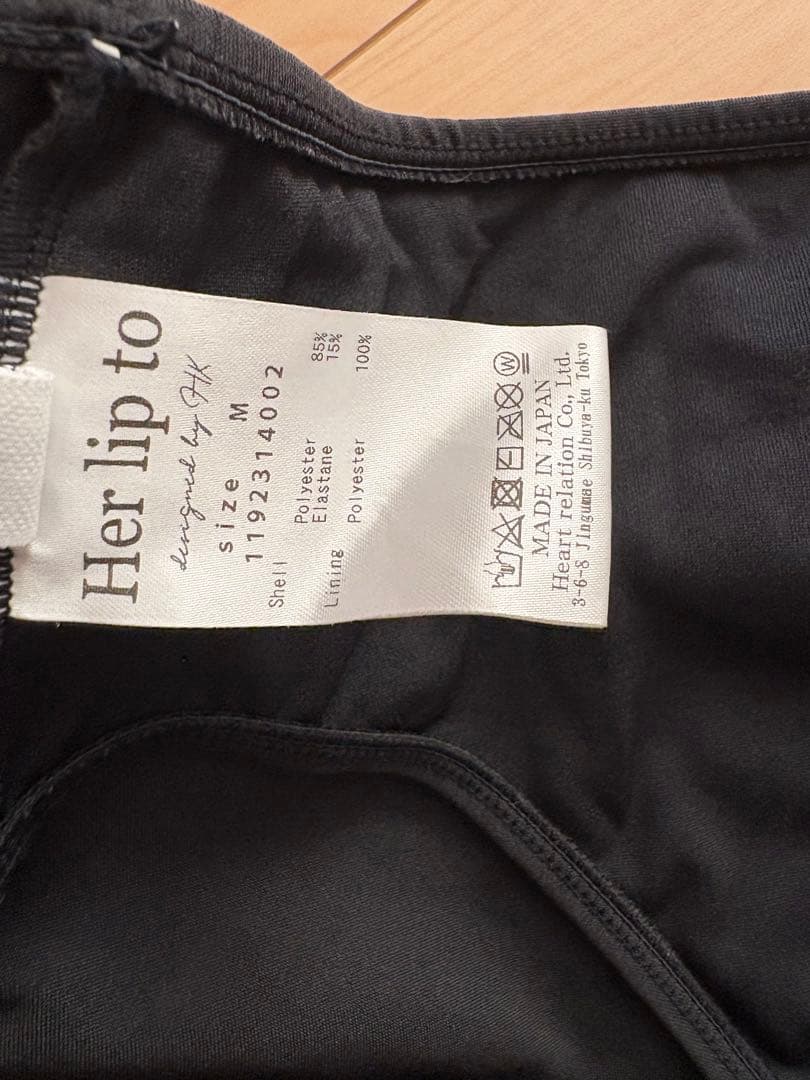 Her lip to
designed by HK
size M
1192314002
Shell Polyester 85%
Elastane 15%
Lining Polyester 100%
W
MADE IN JAPAN
Heart relation Co., Ltd.
3-6-8 Jingumae Shibuya-ku Tokyo